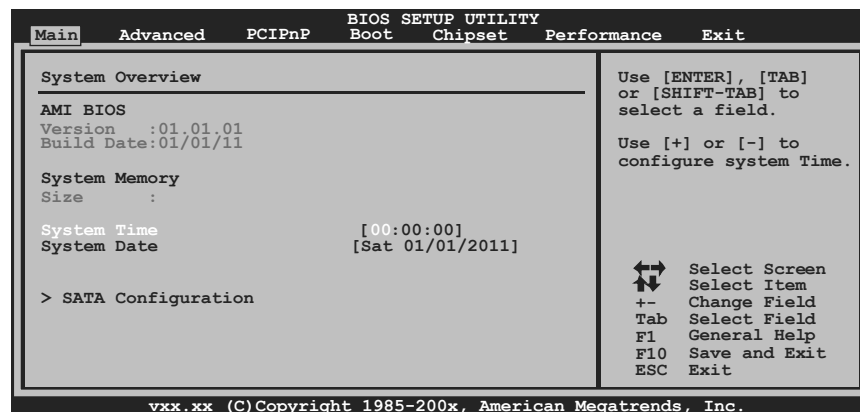 BIOS SETUP UTILITY
Main Advanced PCIPnP Boot Chipset Performance Exit
System Overview
AMI BIOS
Version :01.01.01
Build Date:01/01/11
System Memory
Size :
System Time [00:00:00]
System Date [Sat 01/01/2011]
> SATA Configuration
Use [ENTER], [TAB]
or [SHIFT-TAB] to
select a field.
Use [+] or [-] to
configure system Time.
Select Screen
Select Item
+- Change Field
Tab Select Field
F1 General Help
F10 Save and Exit
ESC Exit
vxx.xx (C)Copyright 1985-200x, American Megatrends, Inc.